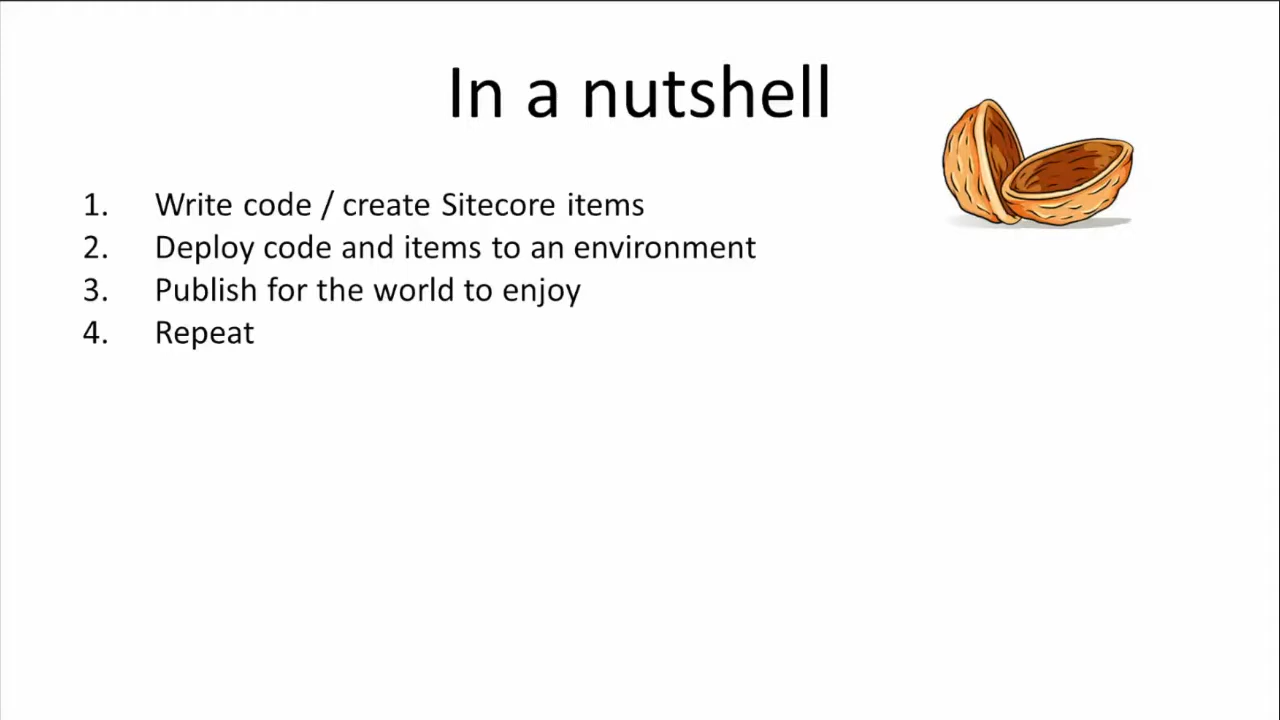 In a nutshell
1. Write code / create Sitecore items
2. Deploy code and items to an environment
3. Publish for the world to enjoy
4. Repeat